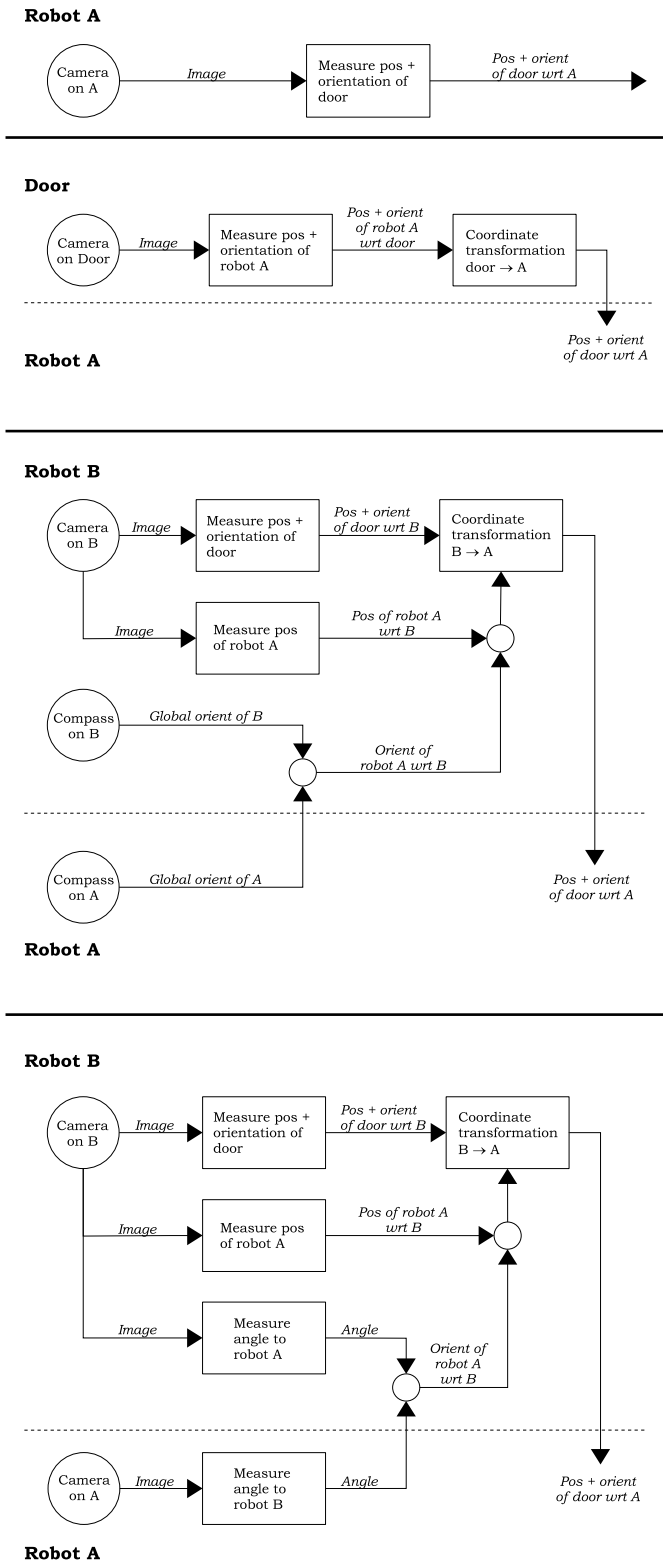 Robot A
Camera
on A
Image
Measure pos +
orientation of
door
Pos + orient
of door wrt A
Door
Camera
on Door
Image
Measure pos +
orientation of
robot A
Pos + orient
of robot A
wrt door
Coordinate
transformation
door → A
Pos + orient
of door wrt A
Robot A
Robot B
Camera
on B
Image
Measure pos +
orientation of
door
Pos + orient
of door wrt B
Coordinate
transformation
B → A
Image
Measure pos
of robot A
Pos of robot A
wrt B
Compass
on B
Global orient of B
Orient of
robot A wrt B
Compass
on A
Global orient of A
Pos + orient
of door wrt A
Robot A
Robot B
Camera
on B
Image
Measure pos +
orientation of
door
Pos + orient
of door wrt B
Coordinate
transformation
B → A
Image
Measure pos
of robot A
Pos of robot A
wrt B
Image
Measure
angle to
robot A
Angle
Orient of
robot A
wrt B
Camera
on A
Image
Measure
angle to
robot B
Angle
Pos + orient
of door wrt A
Robot A